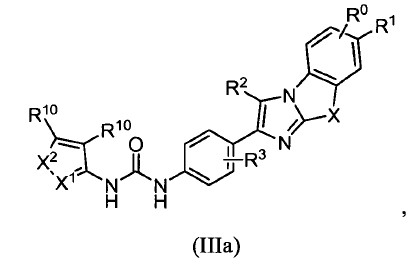 R⁰
R¹
R²
N
X
N
R³
R¹⁰
R¹⁰
O
X²
X¹
N
H
N
H
,
(IIIa)